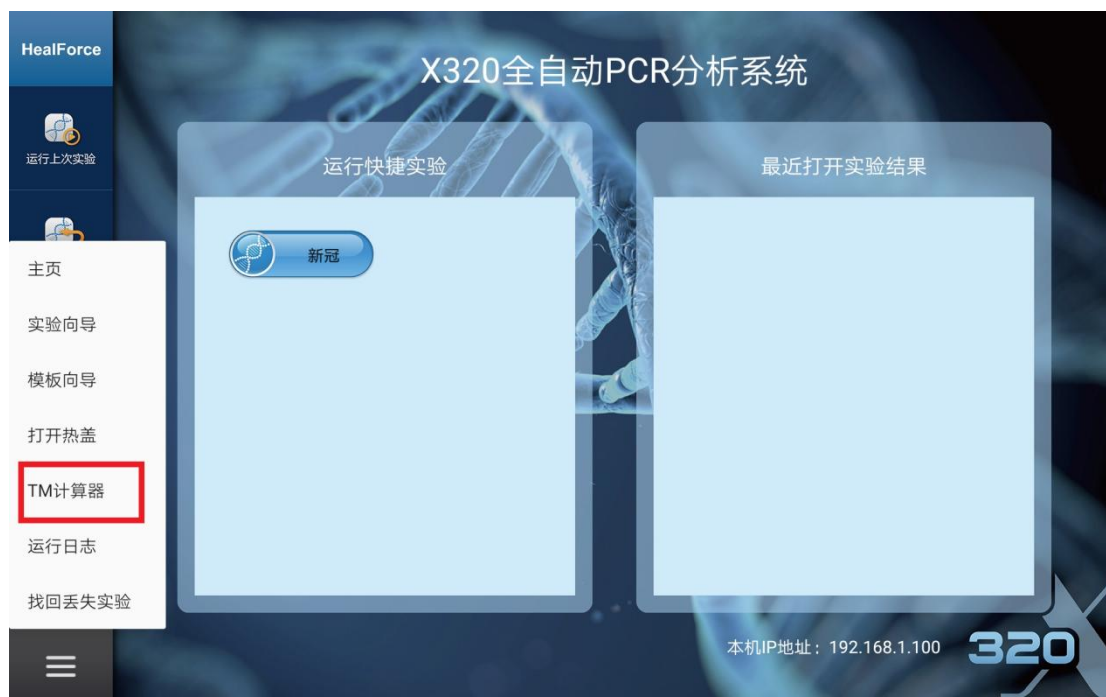 HealForce
X320全自动PCR分析系统
运行上次实验
运行快捷实验
最近打开实验结果
新冠
主页
实验向导
模板向导
打开热盖
TM计算器
运行日志
找回丢失实验
本机IP地址：192.168.1.100
320